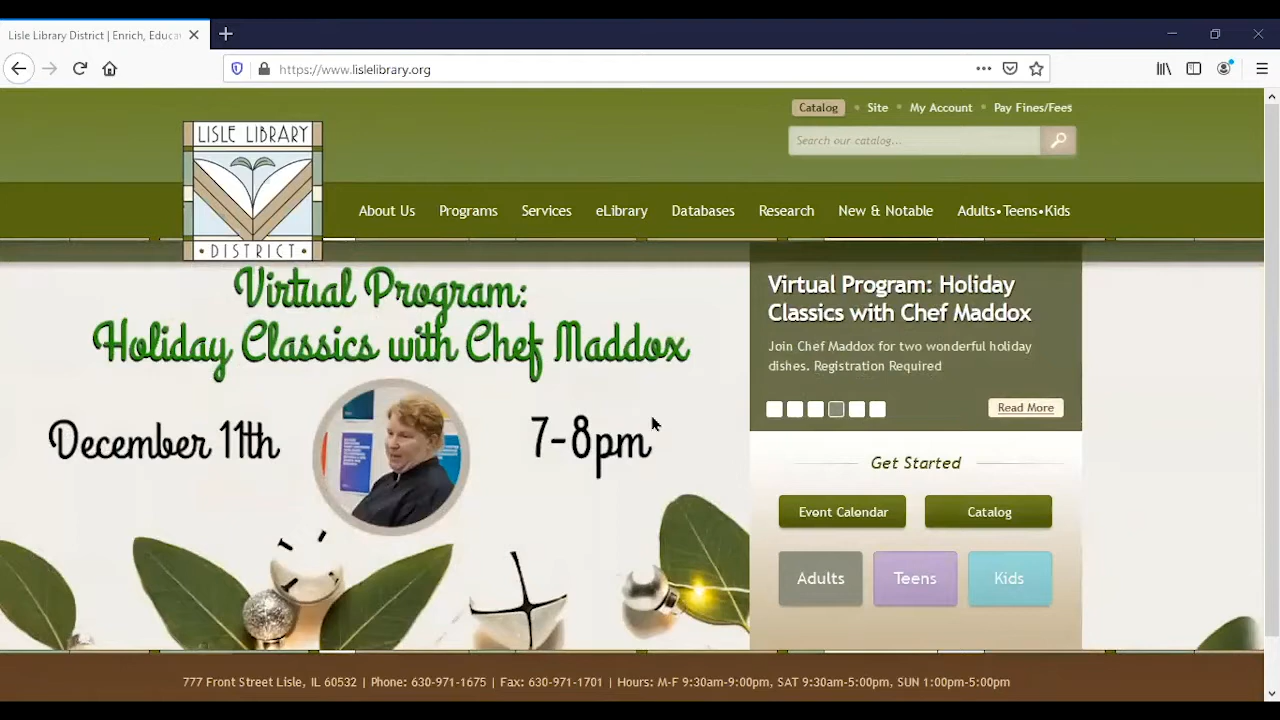 Lisle Library District | Enrich, Educa
https://www.lislelibrary.org
Catalog • Site • My Account • Pay Fines/Fees
Search our catalog...
LISLE LIBRARY
• DISTRICT •
About Us Programs Services eLibrary Databases Research New & Notable Adults•Teens•Kids
Virtual Program:
Holiday Classics with Chef Maddox
December 11th
7-8pm
Virtual Program: Holiday
Classics with Chef Maddox
Join Chef Maddox for two wonderful holiday
dishes. Registration Required
Read More
Get Started
Event Calendar Catalog
Adults Teens Kids
777 Front Street Lisle, IL 60532 | Phone: 630-971-1675 | Fax: 630-971-1701 | Hours: M-F 9:30am-9:00pm, SAT 9:30am-5:00pm, SUN 1:00pm-5:00pm